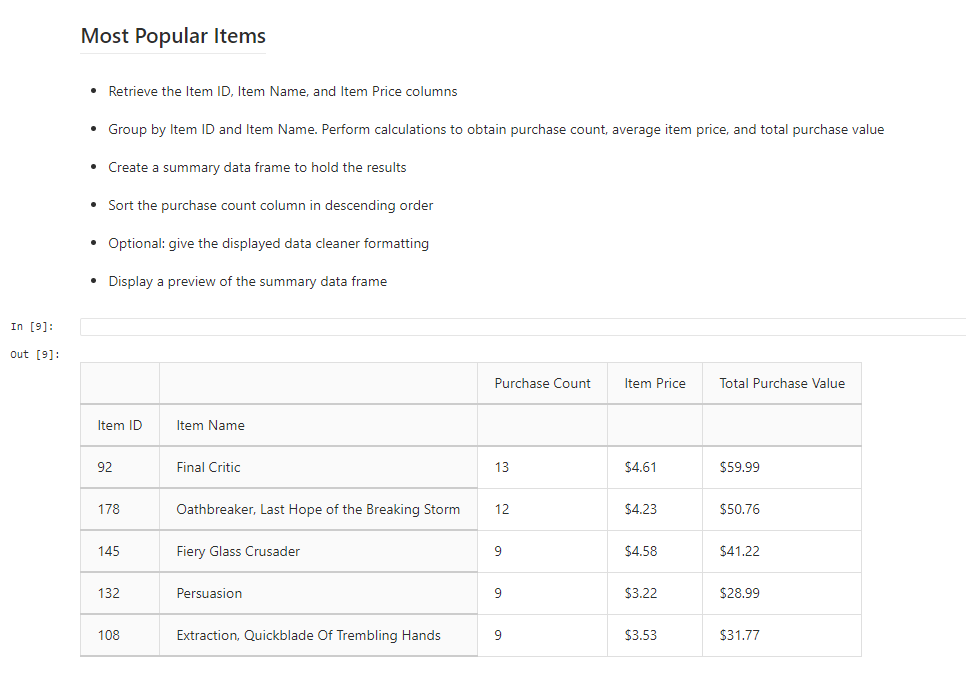 Most Popular Items
Retrieve the Item ID, Item Name, and Item Price columns
Group by Item ID and Item Name. Perform calculations to obtain purchase count, average item price, and total purchase value
Create a summary data frame to hold the results
Sort the purchase count column in descending order
Optional: give the displayed data cleaner formatting
Display a preview of the summary data frame
In [9]:
Out [9]:
Purchase Count Item Price Total Purchase Value
Item ID Item Name
92 Final Critic 13 $4.61 $59.99
178 Oathbreaker, Last Hope of the Breaking Storm 12 $4.23 $50.76
145 Fiery Glass Crusader 9 $4.58 $41.22
132 Persuasion 9 $3.22 $28.99
108 Extraction, Quickblade Of Trembling Hands 9 $3.53 $31.77